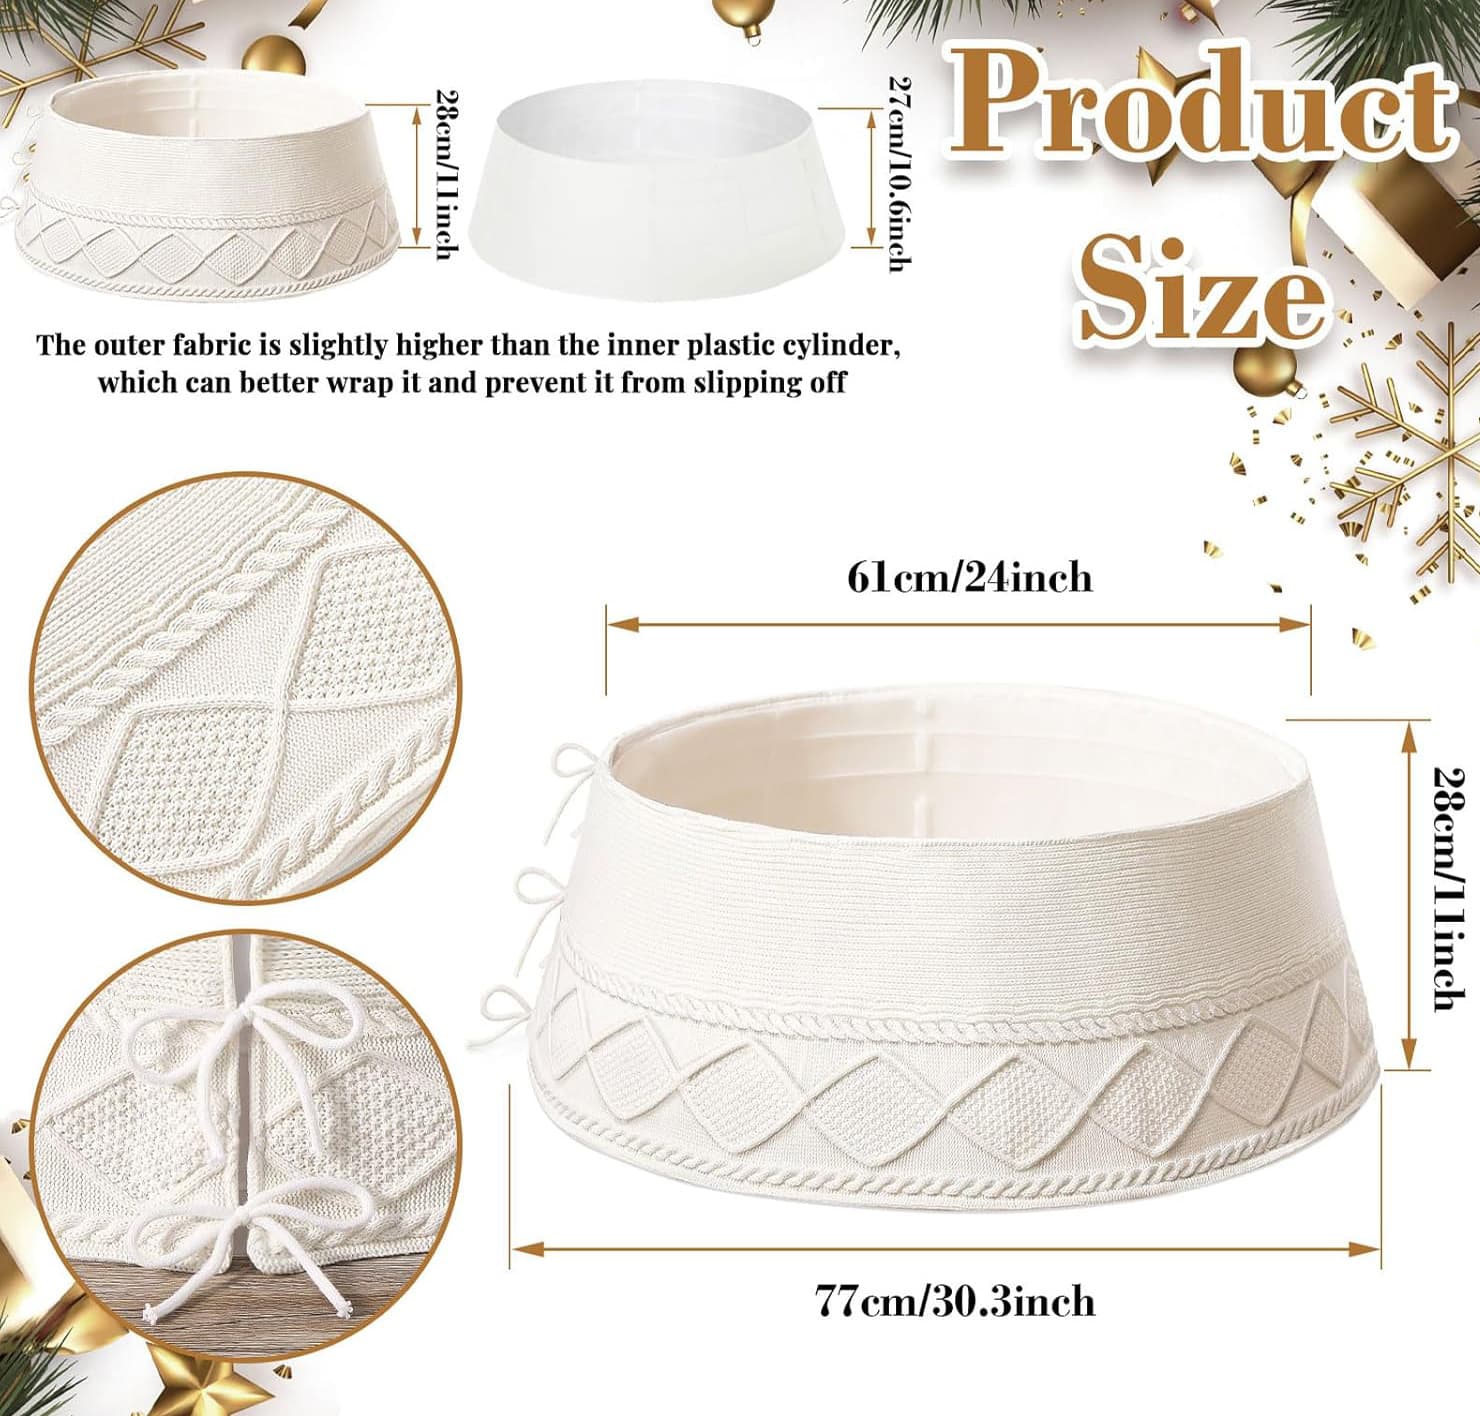 Product
Size
28cm/11inch
27cm/10.6inch
The outer fabric is slightly higher than the inner plastic cylinder,
which can better wrap it and prevent it from slipping off
61cm/24inch
28cm/11inch
77cm/30.3inch